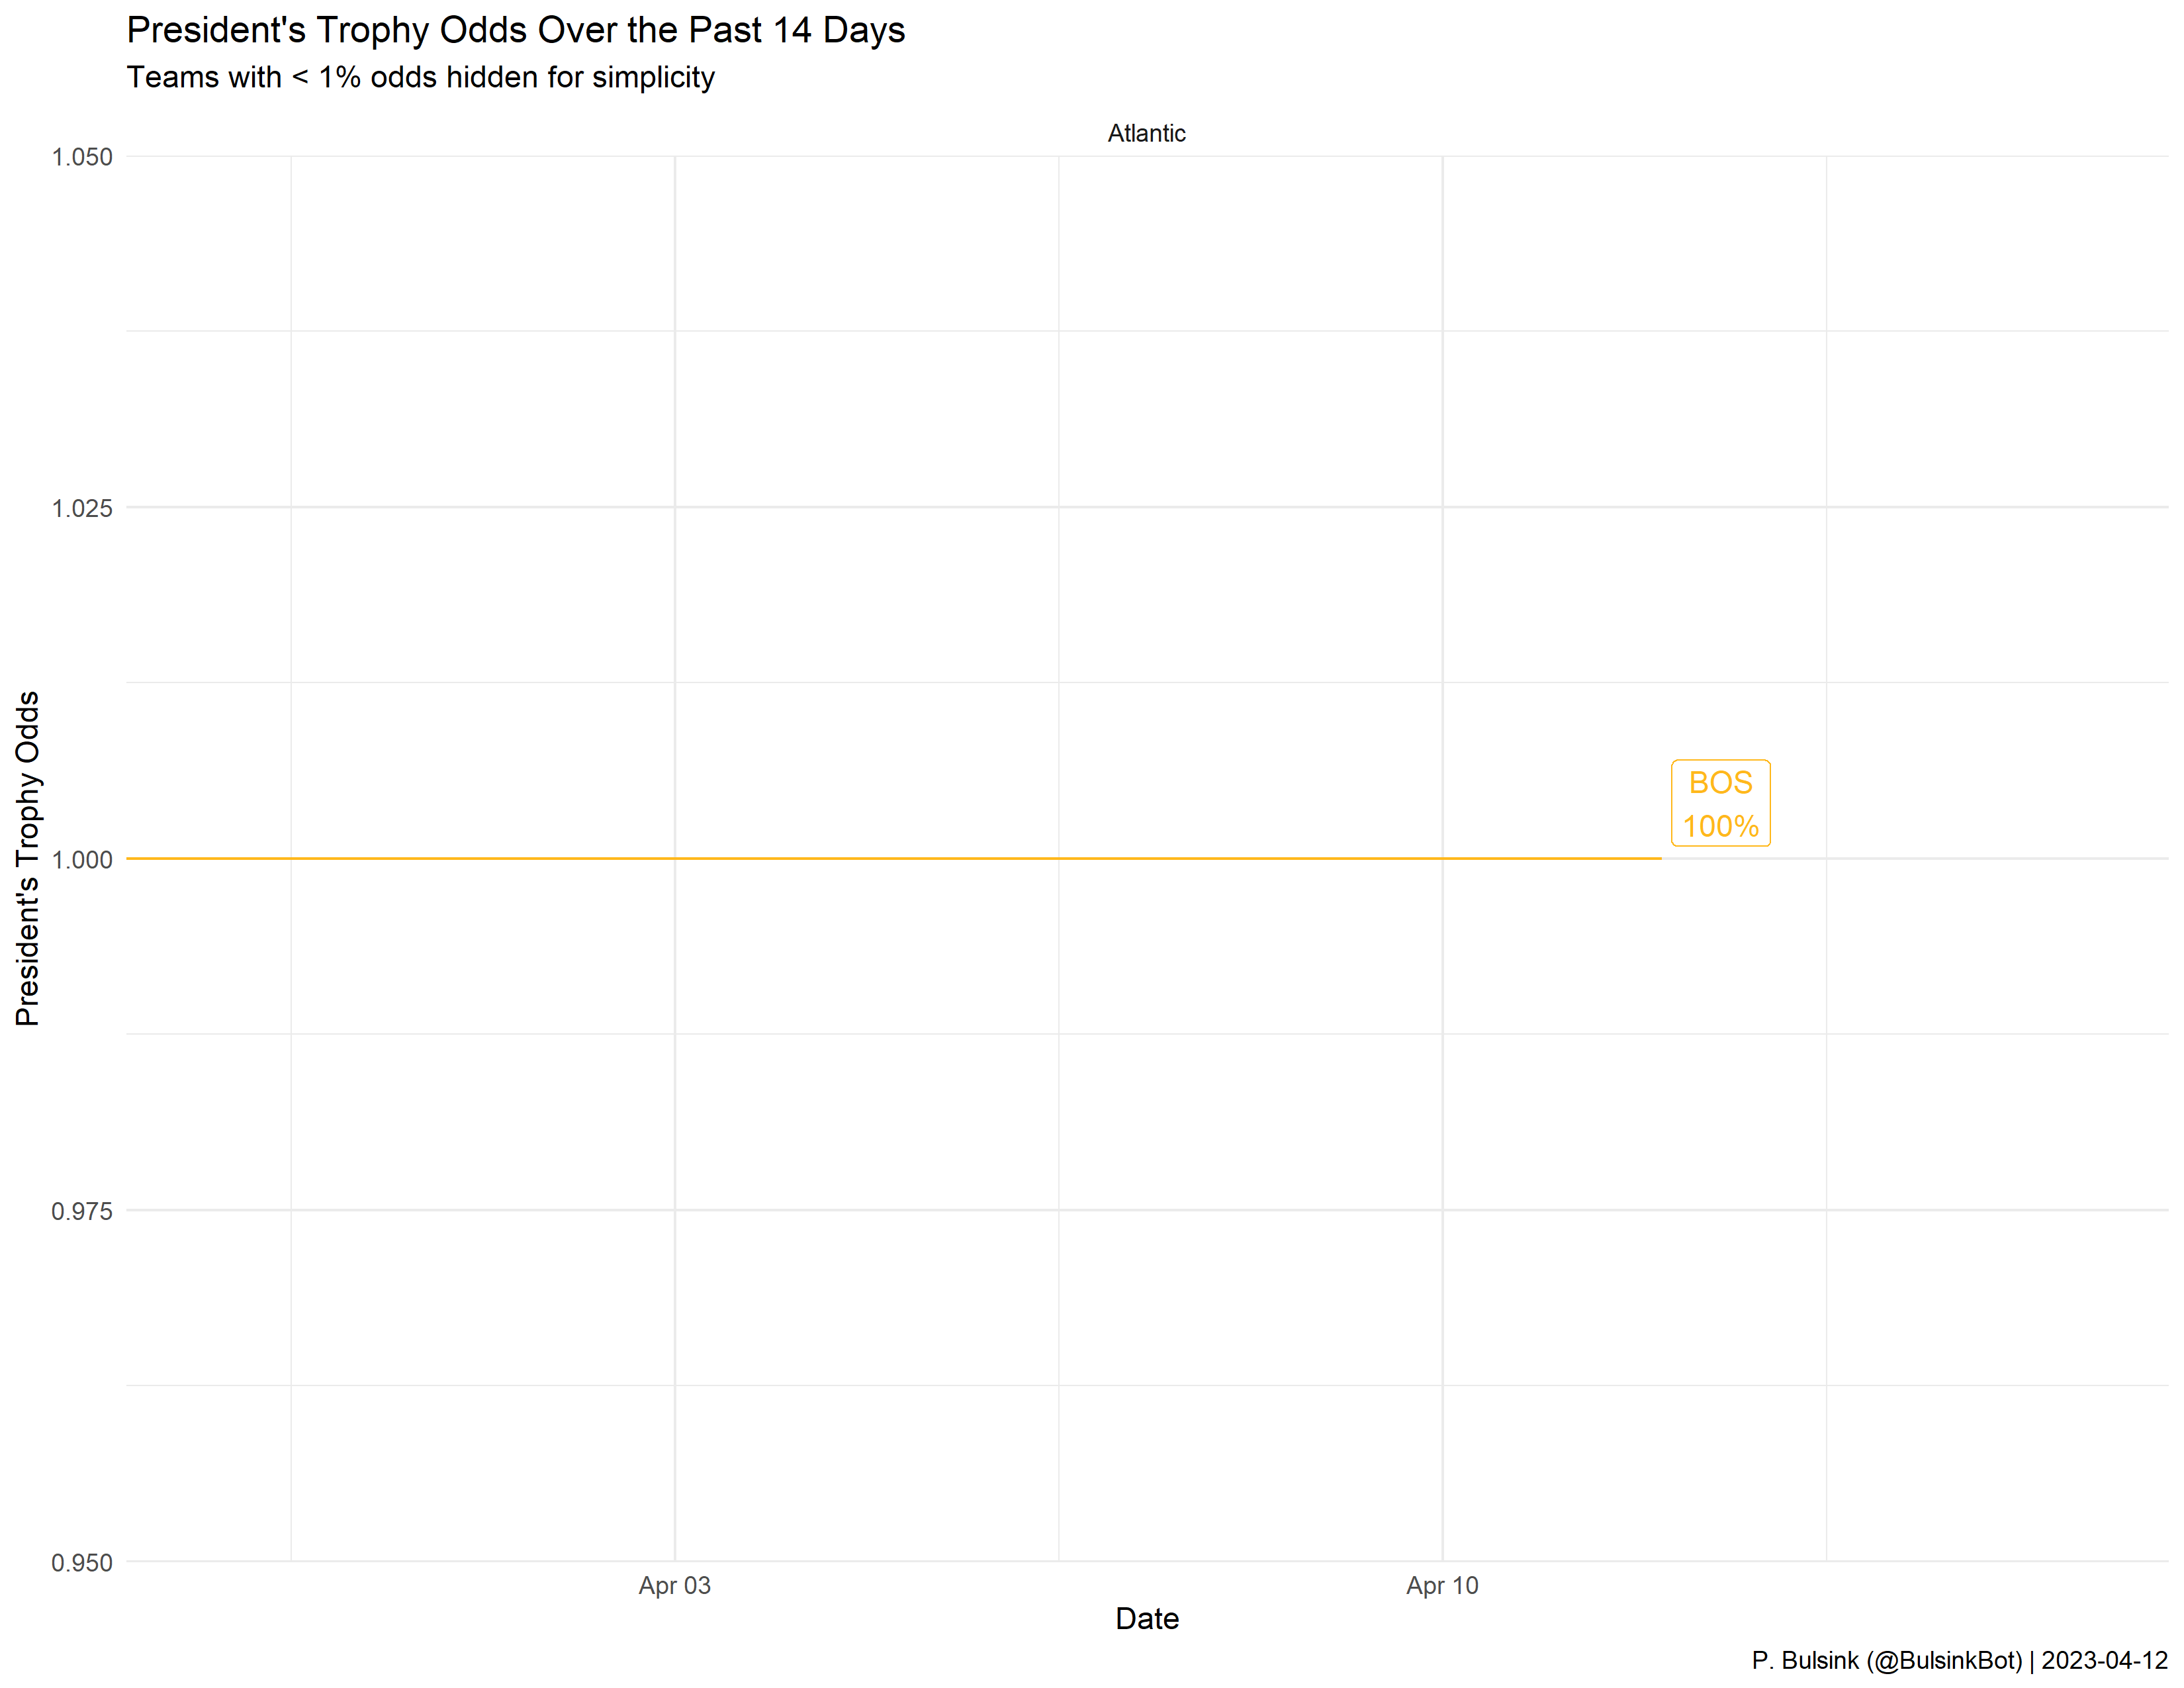 President's Trophy Odds Over the Past 14 Days
Teams with < 1% odds hidden for simplicity
Atlantic
1.050
1.025
1.000
0.975
0.950
President's Trophy Odds
BOS
100%
Apr 03
Apr 10
Date
P. Bulsink (@BulsinkBot) | 2023-04-12